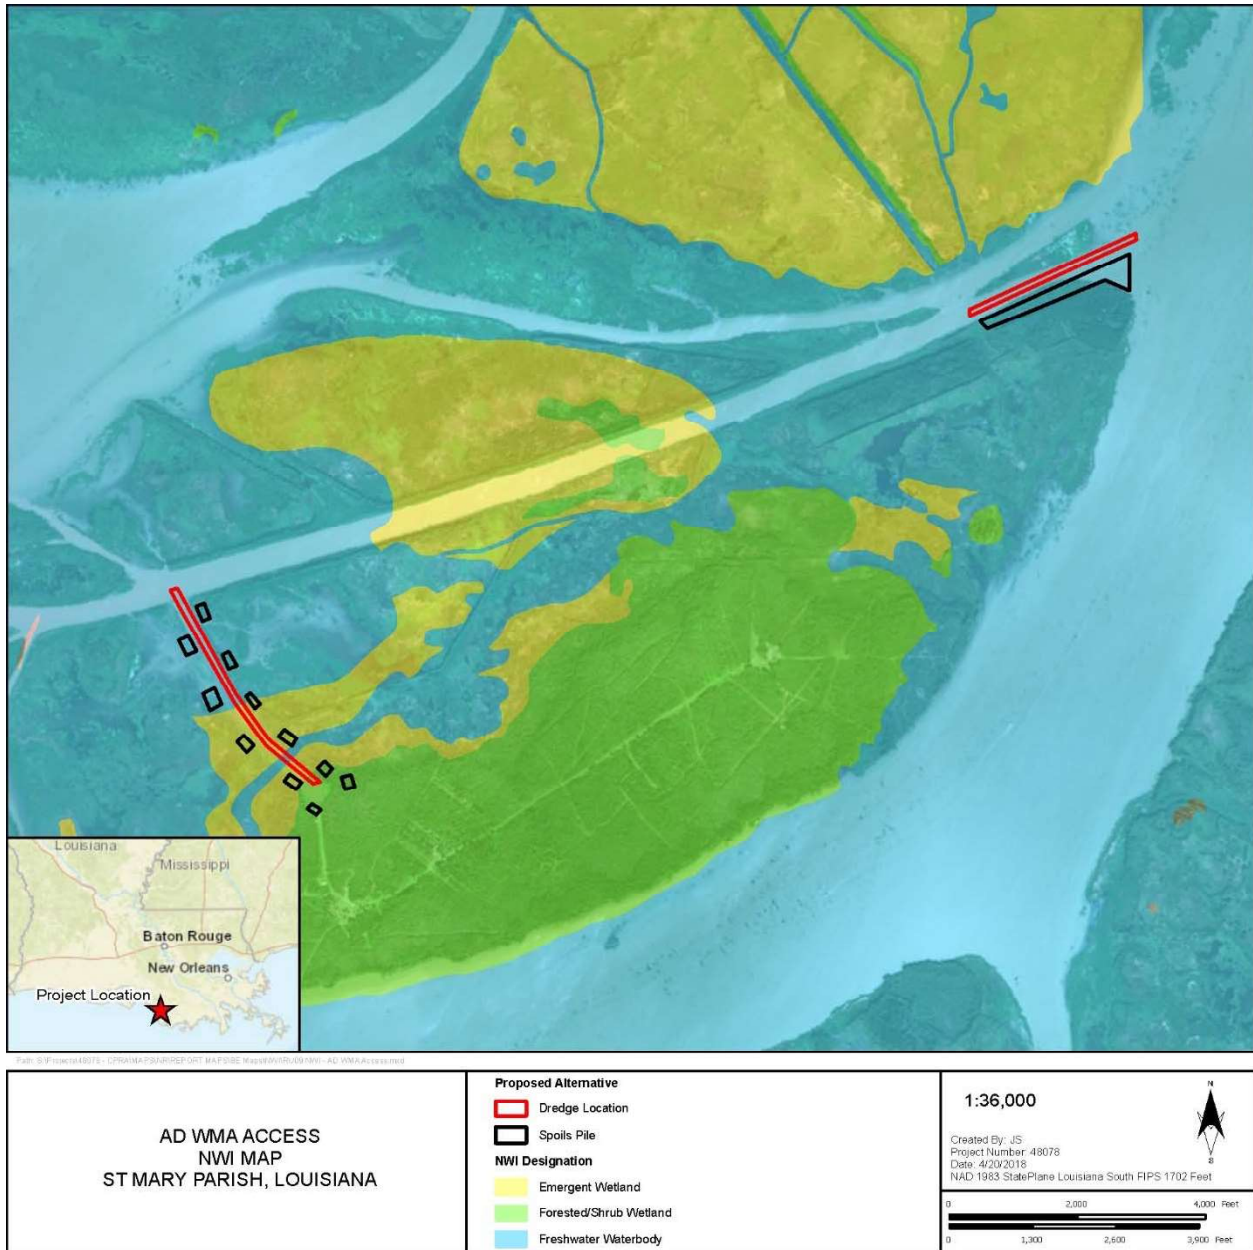 Louisiana
Mississippi
Baton Rouge
New Orleans
Project Location
AD WMA ACCESS
NWI MAP
ST MARY PARISH, LOUISIANA
Proposed Alternative
Dredge Location
Spoils Pile
NWI Designation
Emergent Wetland
Forested/Shrub Wetland
Freshwater Waterbody
1:36,000
N
S
Created By: JS
Project Number: 48078
Date: 4/20/2018
NAD 1983 StatePlane Louisiana South FIPS 1702 Feet
0 2,000 4,000 Feet
0 1,300 2,600 3,900 Feet